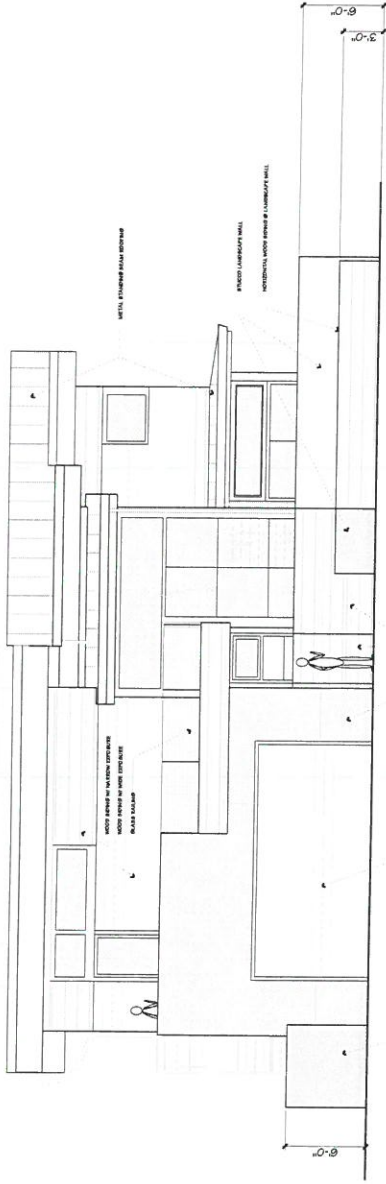 METAL STANDING SEAM ROOFING
WOOD SIDING W/ NARROW EXPOSURE
WOOD SIDING W/ WIDE EXPOSURE
GLASS RAILING
STUCCO LANDSCAPE WALL
HORIZONTAL WOOD SIDING @ LANDSCAPE WALL
6'-0"
3'-0"
6'-0"